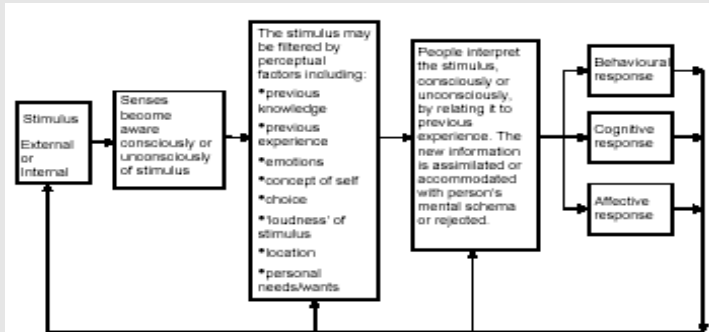 Stimulus
External
or
Internal
Senses
become
aware
consciously or
unconsciously
of stimulus
The stimulus may
be filtered by
perceptual
factors including:
•previous
knowledge
•previous
experience
•emotions
•concept of self
•choice
•'loudness' of
stimulus
•location
•personal
needs/wants
People interpret
the stimulus,
consciously or
unconsciously,
by relating it to
previous
experience. The
new information
is assimilated or
accommodated
with person's
mental schema
or rejected.
Behavioural
response
Cognitive
response
Affective
response